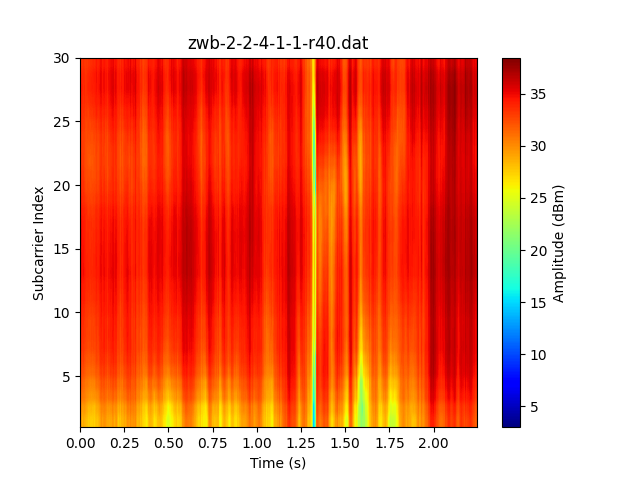 zwb-2-2-4-1-1-r40.dat
30
25
20
15
10
5
Subcarrier Index
0.00 0.25 0.50 0.75 1.00 1.25 1.50 1.75 2.00
Time (s)
35
30
25
20
15
10
5
Amplitude (dBm)